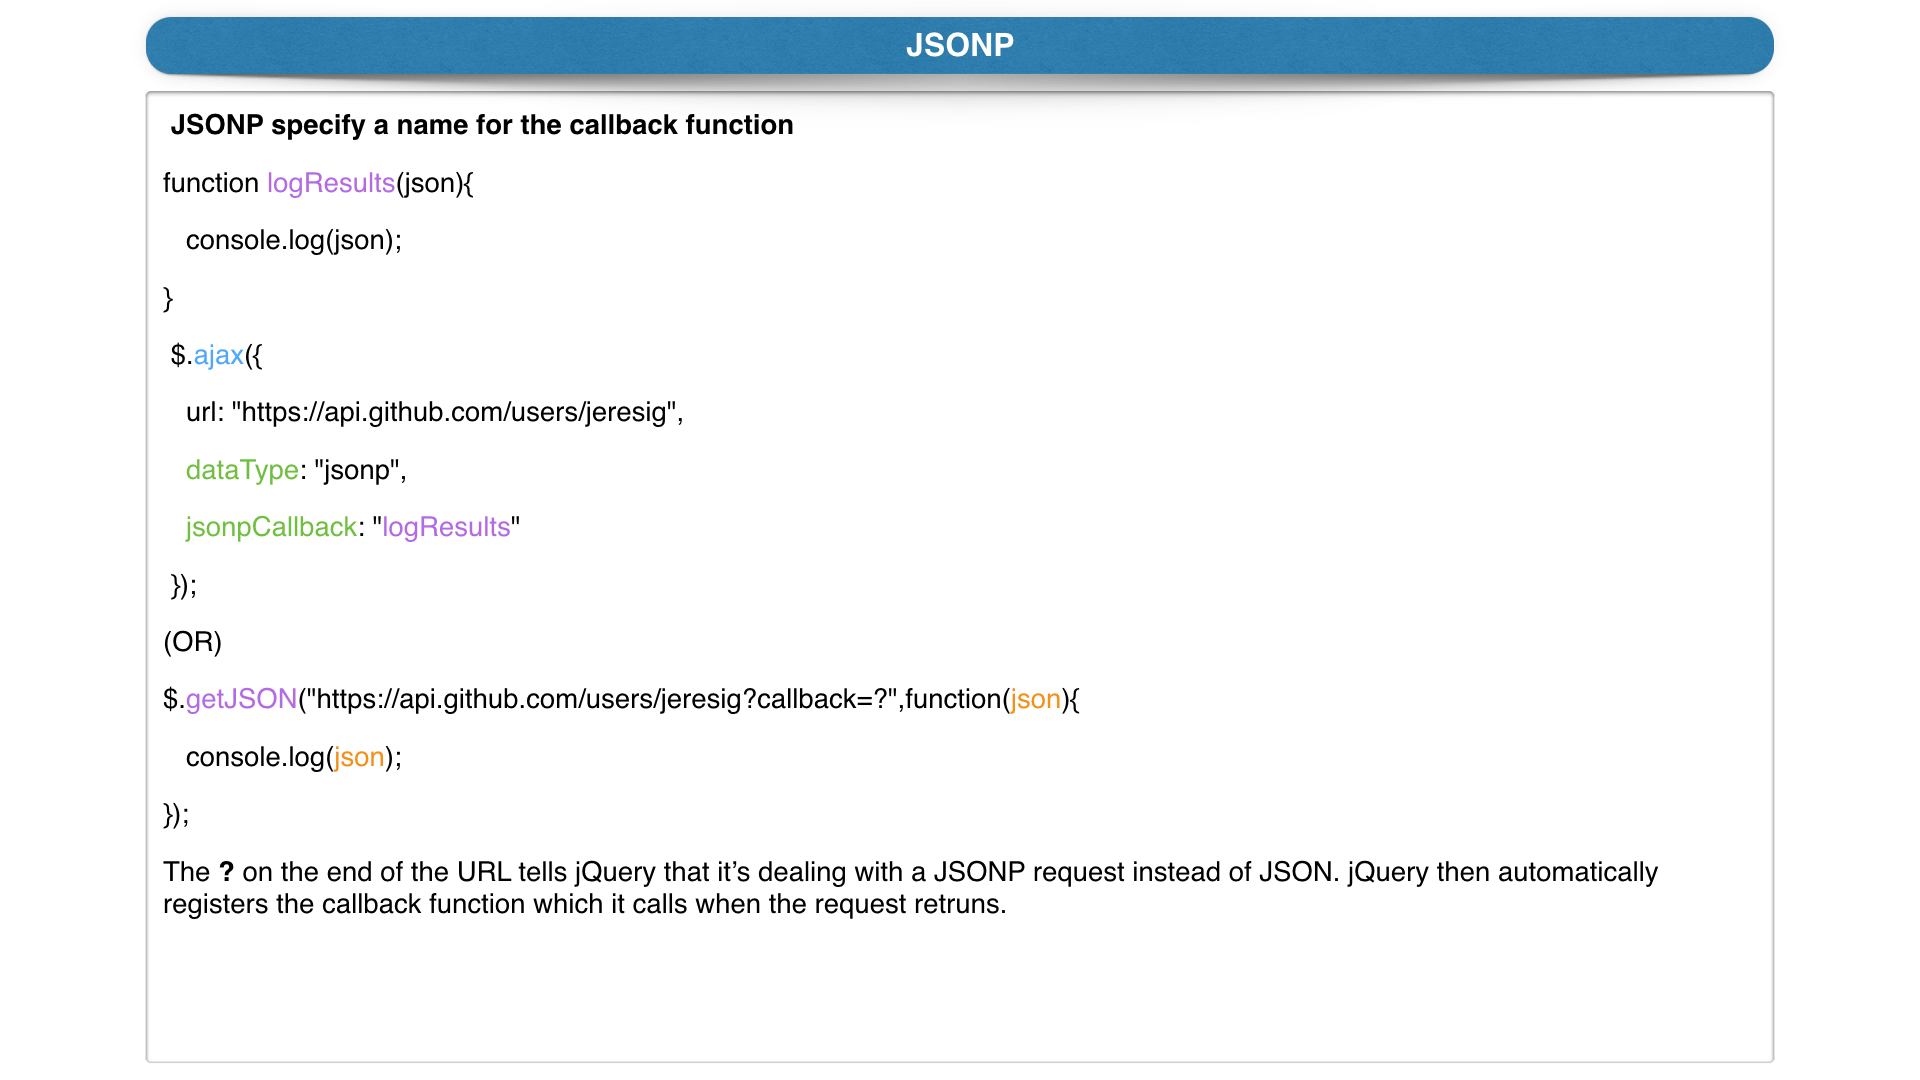 JSONP
JSONP specify a name for the callback function
function logResults(json){
console.log(json);
}
$.ajax({
url: "https://api.github.com/users/jeresig",
dataType: "jsonp",
jsonpCallback: "logResults"
});
(OR)
$.getJSON("https://api.github.com/users/jeresig?callback=?",function(json){
console.log(json);
});
The ? on the end of the URL tells jQuery that it’s dealing with a JSONP request instead of JSON. jQuery then automatically
registers the callback function which it calls when the request retruns.